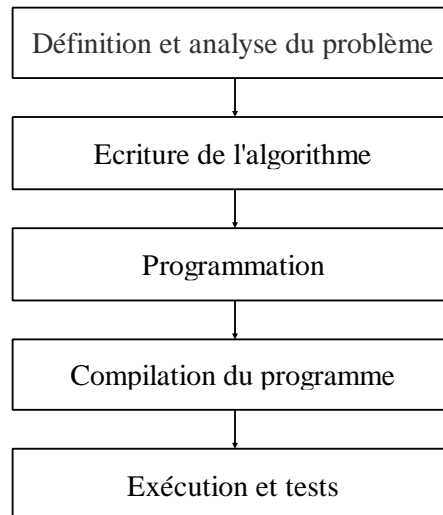 Définition et analyse du problème
Ecriture de l'algorithme
Programmation
Compilation du programme
Exécution et tests